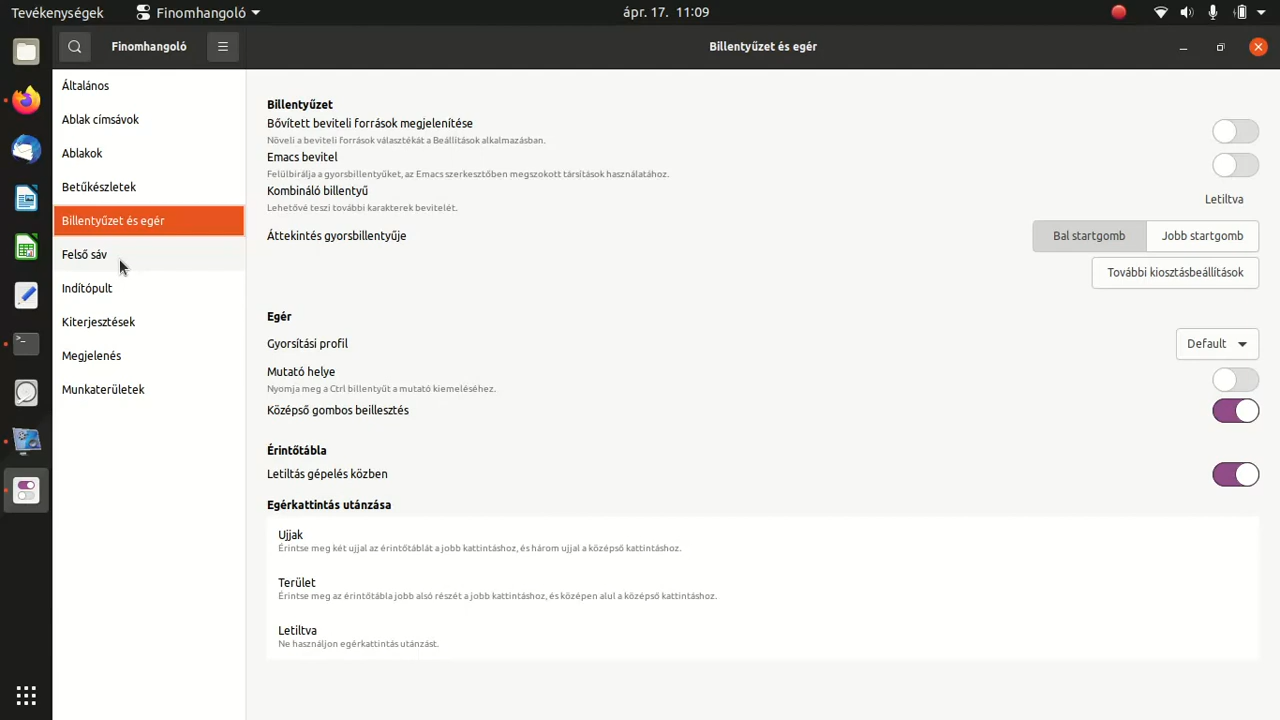 Tevékenységek
Finomhangoló
ápr. 17. 11:09
Finomhangoló
Billentyűzet és egér
Általános
Ablak címsávok
Ablakok
Betűkészletek
Billentyűzet és egér
Felső sáv
Indítópult
Kiterjesztések
Megjelenés
Munkaterületek
Billentyűzet
Bővített beviteli források megjelenítése
Növeli a beviteli források választékát a Beállítások alkalmazásban.
Emacs bevitel
Felülbírálja a gyorsbillentyűket, az Emacs szerkesztőben megszokott társítások használatához.
Kombináló billentyű
Letiltva
Lehetővé teszi további karakterek bevitelét.
Áttekintés gyorsbillentyűje
Bal startgomb
Jobb startgomb
További kiosztásbeállítások
Egér
Gyorsítási profil
Default
Mutató helye
Nyomja meg a Ctrl billentyűt a mutató kiemeléséhez.
Középső gombos beillesztés
Érintőtábla
Letiltás gépelés közben
Egérkattintás utánzása
Ujjak
Érintse meg két ujjal az érintőtáblát a jobb kattintáshoz, és három ujjal a középső kattintáshoz.
Terület
Érintse meg az érintőtábla jobb alsó részét a jobb kattintáshoz, és középen alul a középső kattintáshoz.
Letiltva
Ne használjon egérkattintás utánzást.